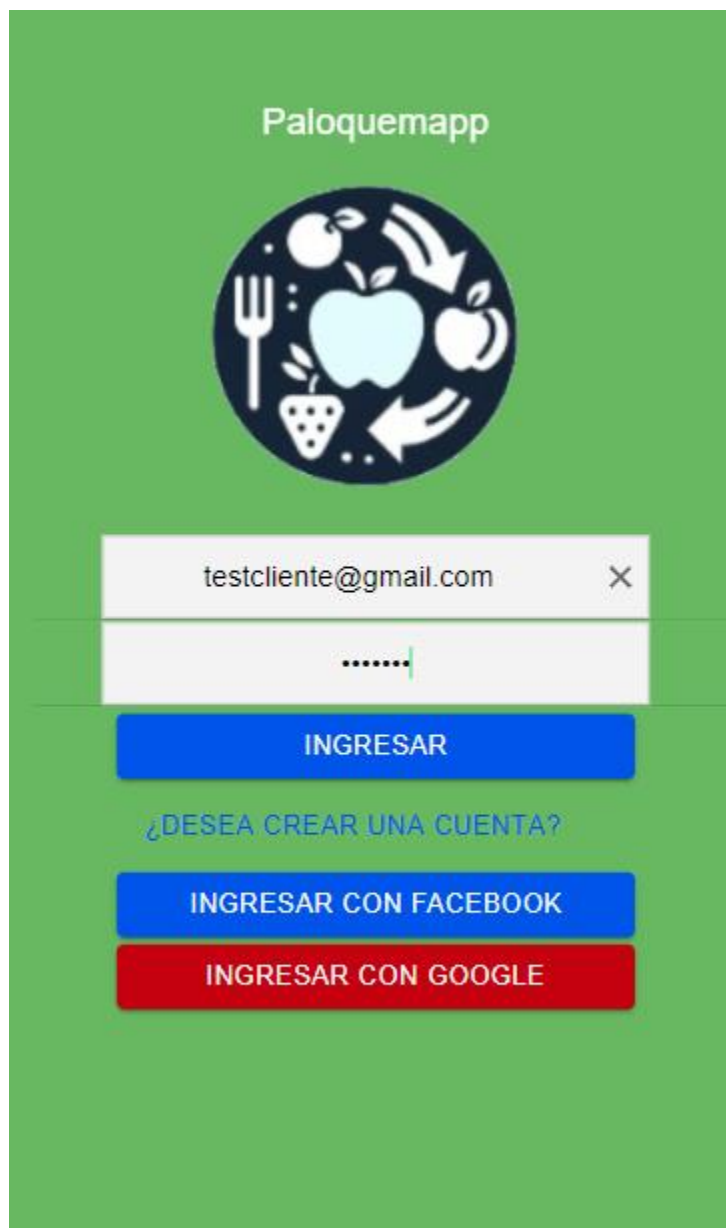 Paloquemapp
testcliente@gmail.com
•••••••
INGRESAR
¿DESEA CREAR UNA CUENTA?
INGRESAR CON FACEBOOK
INGRESAR CON GOOGLE